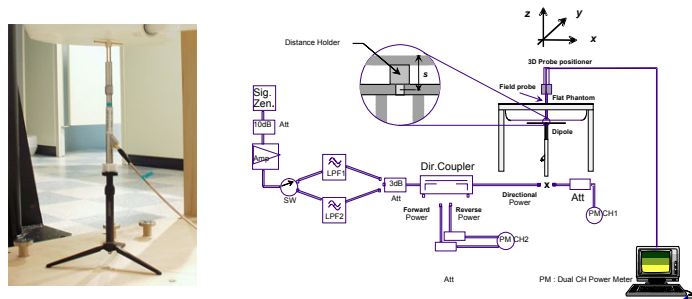 z
y
x
Distance Holder
s
3D Probe positioner
Field probe
Flat Phantom
Dipole
Sig.
Zen.
10dB
Att
Amp
SW
LPF1
LPF2
3dB
Att
Dir.Coupler
Forward
Power
Reverse
Power
Directional
Power
x
Att
PM CH1
PM CH2
Att
PM : Dual CH Power Meter